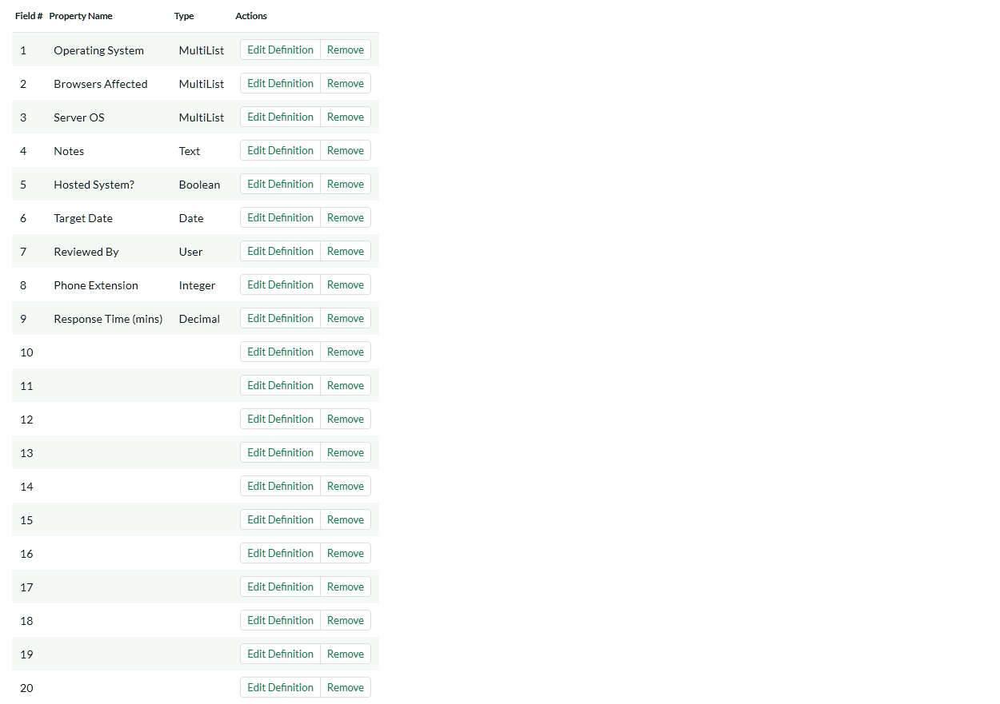 Field # Property Name Type Actions
1 Operating System MultiList Edit Definition Remove
2 Browsers Affected MultiList Edit Definition Remove
3 Server OS MultiList Edit Definition Remove
4 Notes Text Edit Definition Remove
5 Hosted System? Boolean Edit Definition Remove
6 Target Date Date Edit Definition Remove
7 Reviewed By User Edit Definition Remove
8 Phone Extension Integer Edit Definition Remove
9 Response Time (mins) Decimal Edit Definition Remove
10 Edit Definition Remove
11 Edit Definition Remove
12 Edit Definition Remove
13 Edit Definition Remove
14 Edit Definition Remove
15 Edit Definition Remove
16 Edit Definition Remove
17 Edit Definition Remove
18 Edit Definition Remove
19 Edit Definition Remove
20 Edit Definition Remove